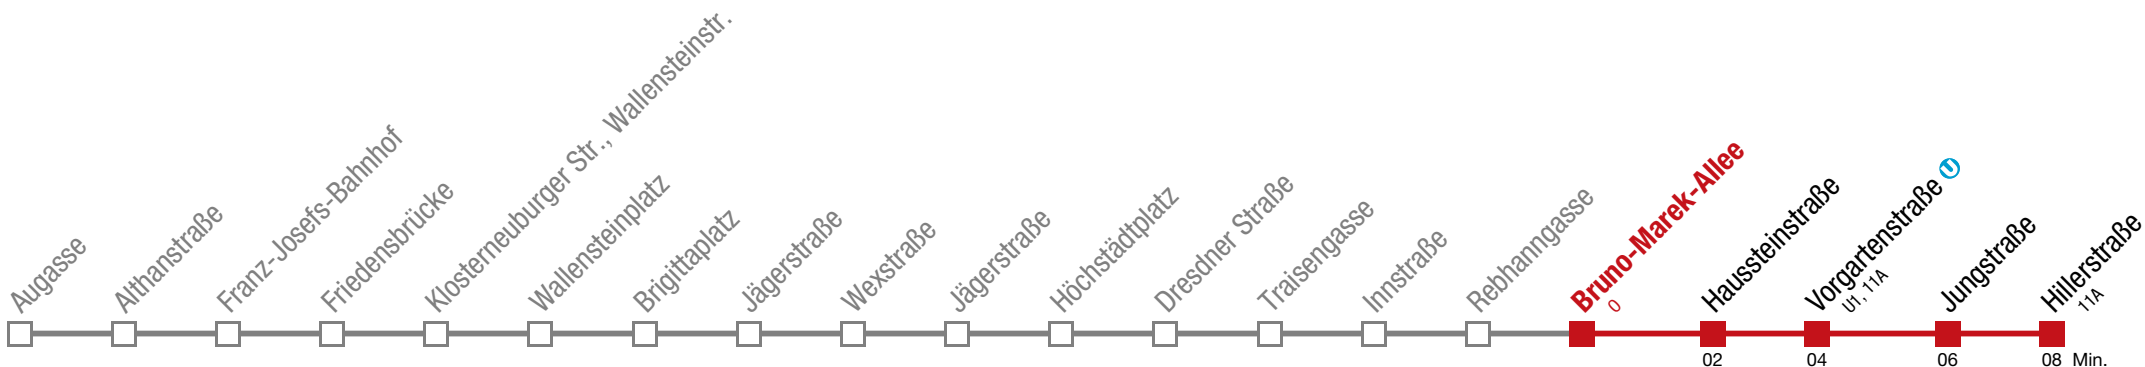 Augasse
Althanstraße
Franz-Josefs-Bahnhof
Friedensbrücke
Klosterneuburger Str., Wallensteinstr.
Wallensteinplatz
Brigittaplatz
Jägerstraße
Wexstraße
Jägerstraße
Höchstädtplatz
Dresdner Straße
Traisengasse
Innstraße
Rebhanngasse
Bruno-Marek-Allee
0
Haussteinstraße
Vorgartenstraße U
U1, 11A
Jungstraße
Hillerstraße
11A
02 04 06 08 Min.